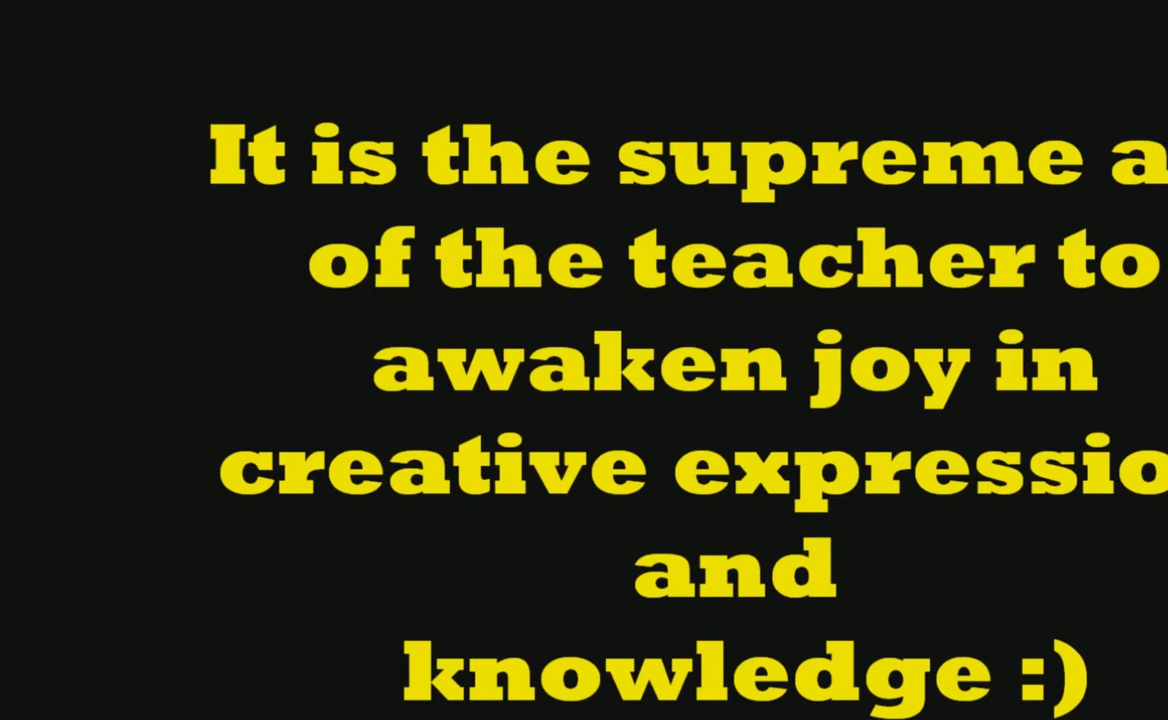 It is the supreme a
of the teacher to
awaken joy in
creative expressio
and
knowledge :)